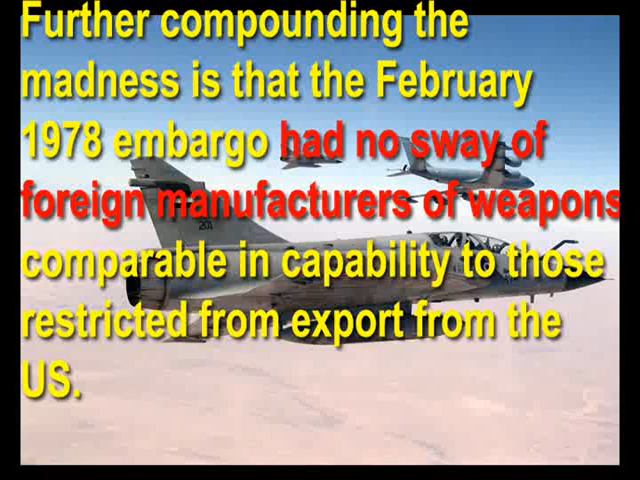 Further compounding the
madness is that the February
1978 embargo had no sway of
foreign manufacturers of weapons
comparable in capability to those
restricted from export from the
US.